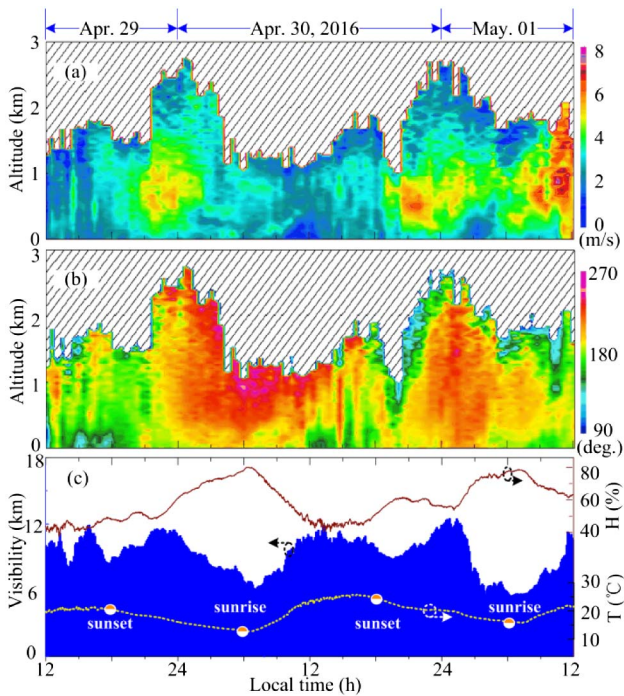 Apr. 29 Apr. 30, 2016 May. 01
3 (a) 8
Altitude (km) 2 6
1 4
2
0 0
(m/s)
3 (b) 270
Altitude (km) 2
180
1
0 90
(deg.)
18 (c) 80
Visibility (km) 12 60 H (%)
40
6 30
sunrise sunrise 20 T (℃)
sunset sunset 10
0
12 24 12 24 12
Local time (h)